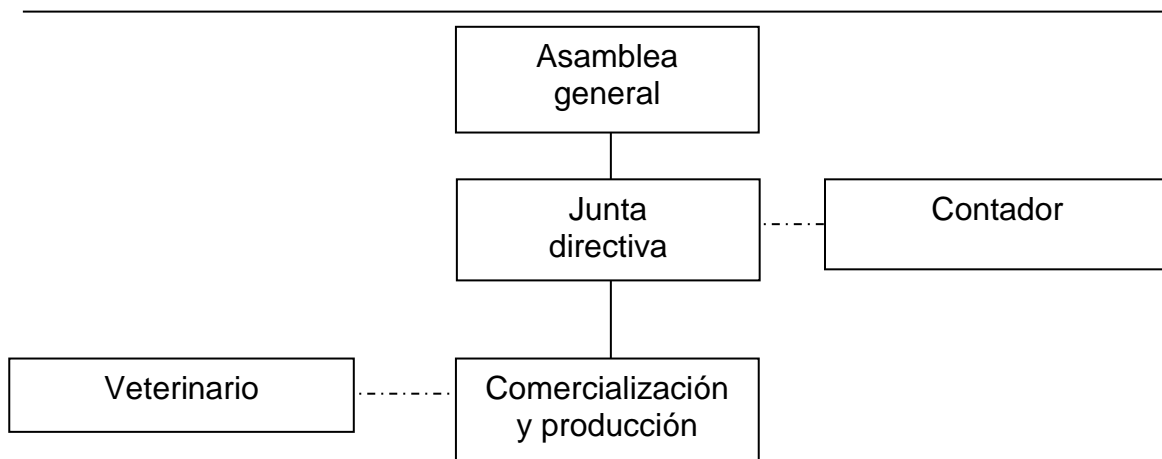 Asamblea
general
Junta
directiva
Contador
Veterinario
Comercialización
y producción